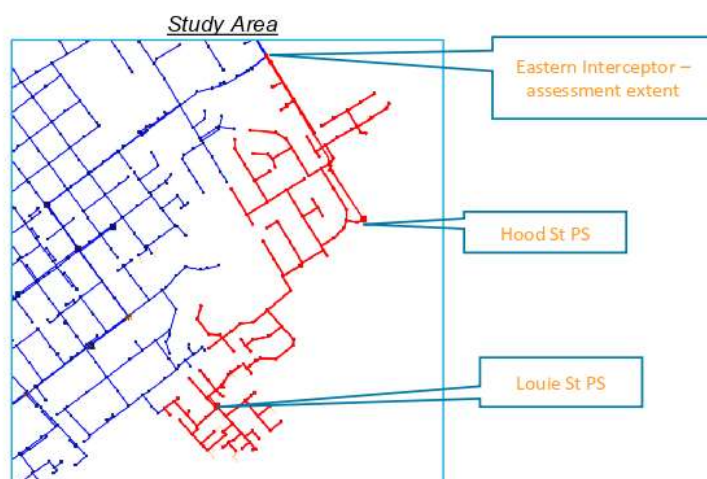 Study Area
Eastern Interceptor –
assessment extent
Hood St PS
Louie St PS